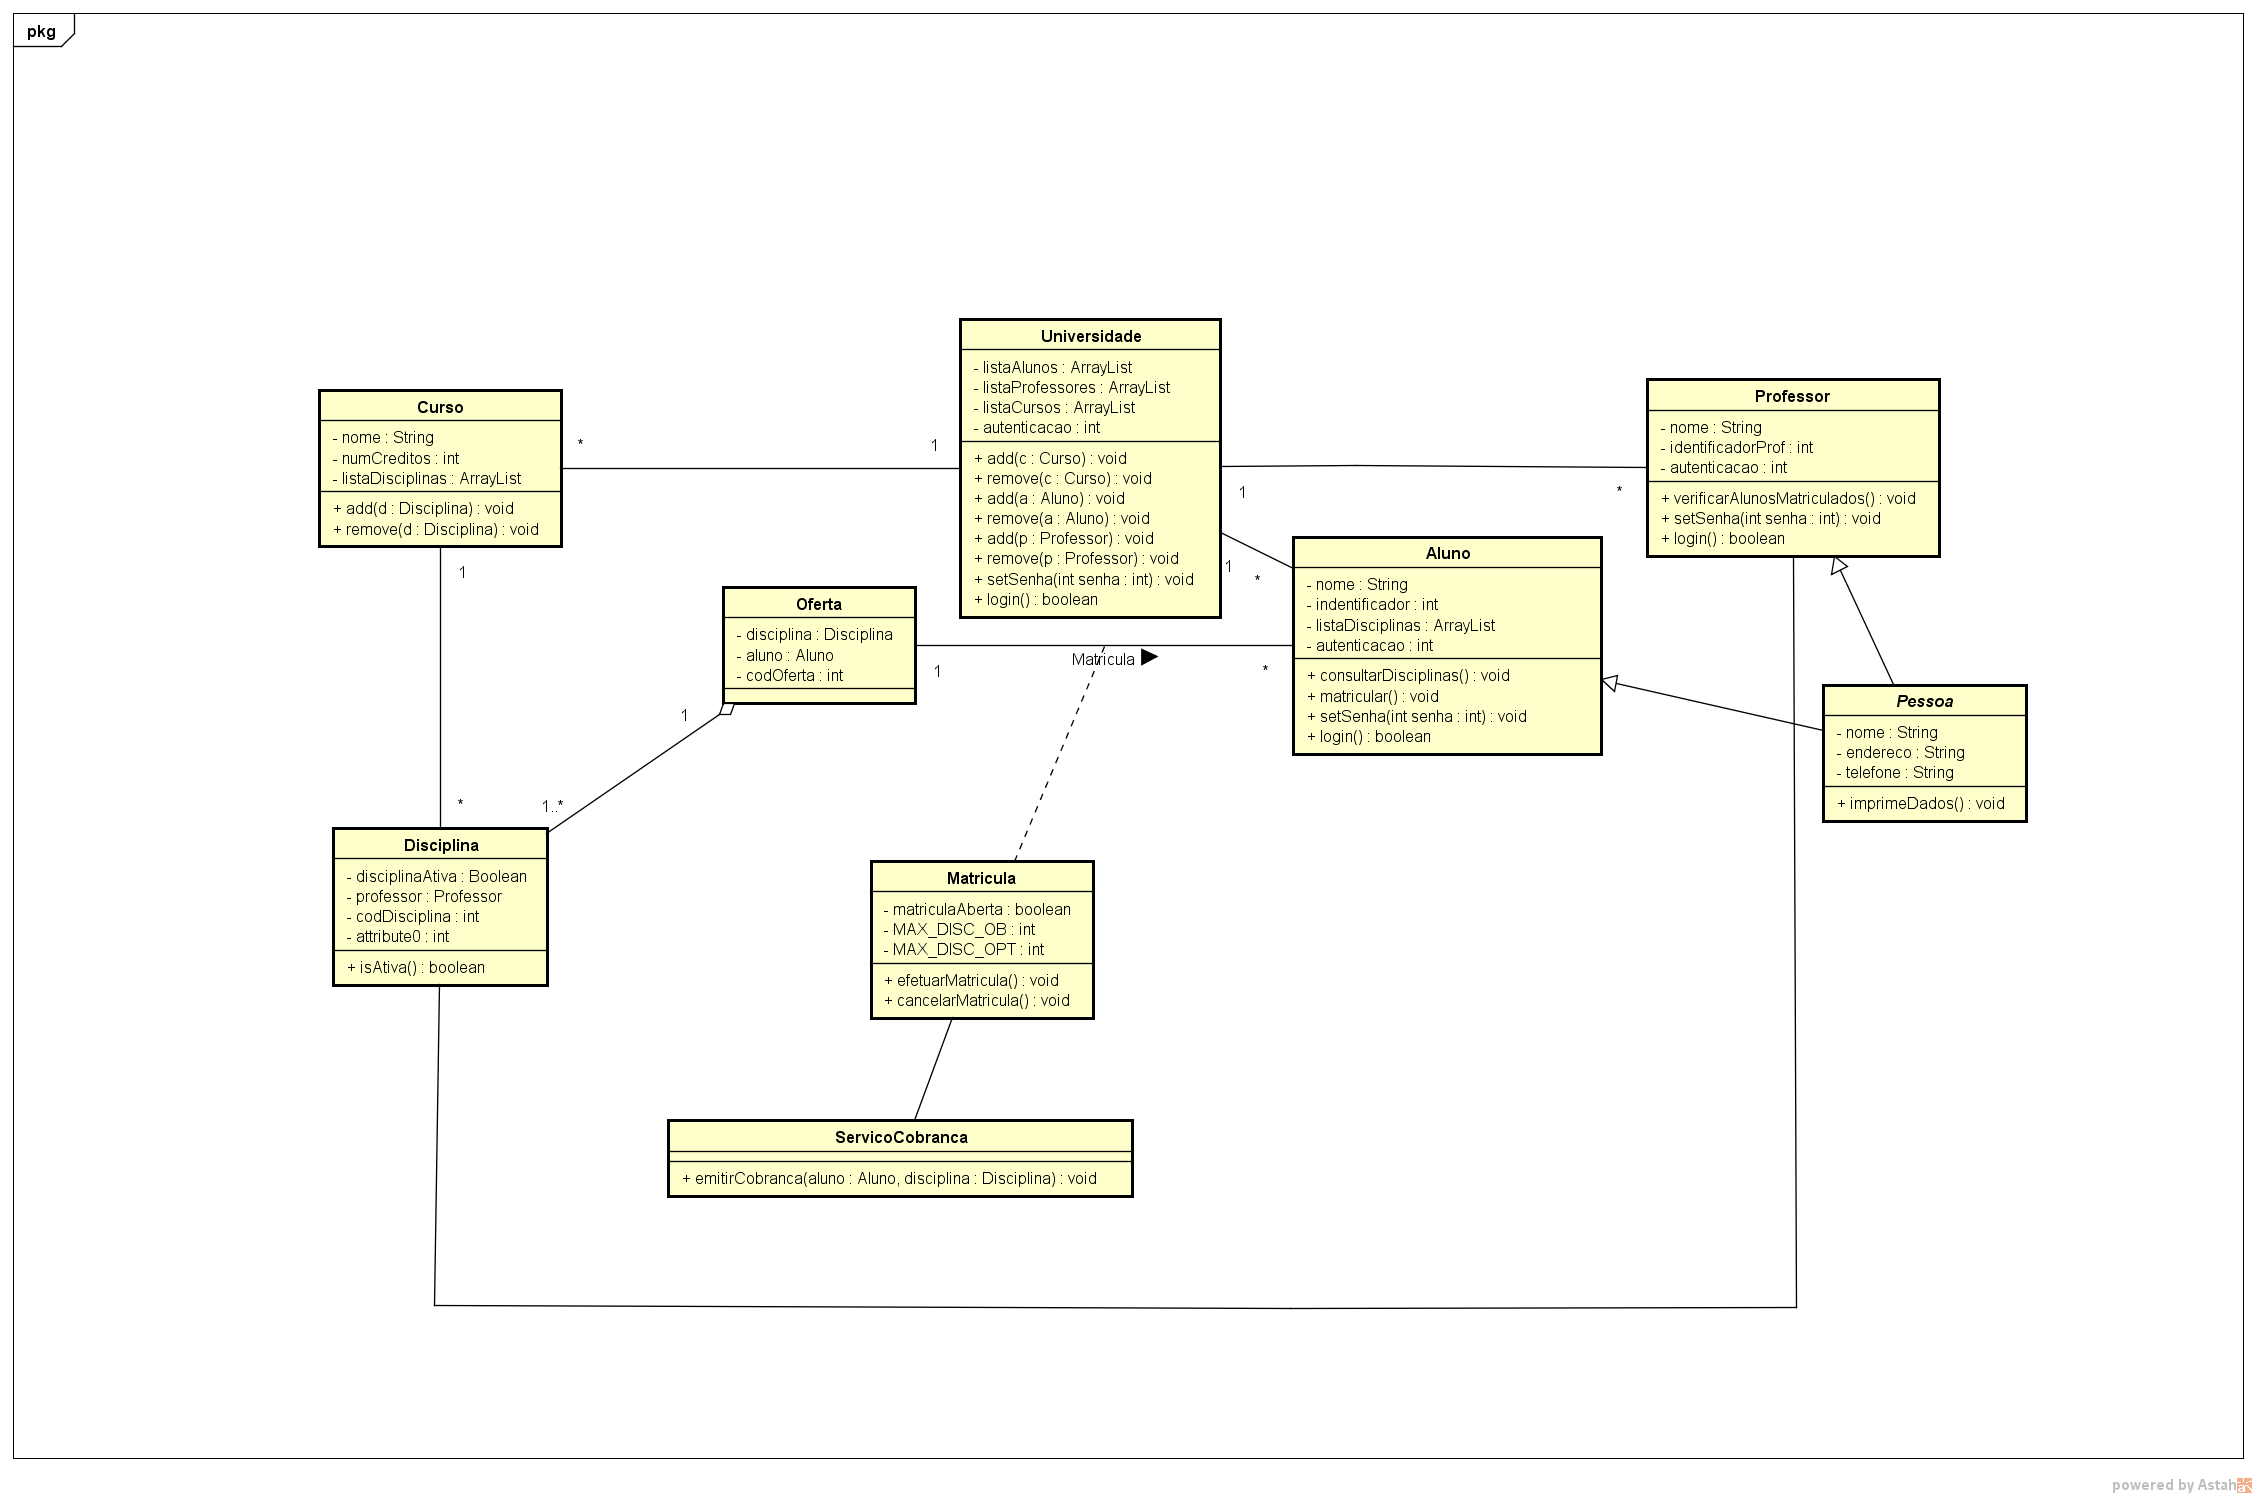 pkg
Universidade
- listaAlunos : ArrayList
- listaProfessores : ArrayList
- listaCursos : ArrayList
- autenticacao : int
+ add(c : Curso) : void
+ remove(c : Curso) : void
+ add(a : Aluno) : void
+ remove(a : Aluno) : void
+ add(p : Professor) : void
+ remove(p : Professor) : void
+ setSenha(int senha : int) : void
+ login() : boolean
Curso
- nome : String
- numCreditos : int
- listaDisciplinas : ArrayList
+ add(d : Disciplina) : void
+ remove(d : Disciplina) : void
*
1
Professor
- nome : String
- identificadorProf : int
- autenticacao : int
+ verificarAlunosMatriculados() : void
+ setSenha(int senha : int) : void
+ login() : boolean
1
*
Aluno
- nome : String
- indentificador : int
- listaDisciplinas : ArrayList
- autenticacao : int
+ consultarDisciplinas() : void
+ matricular() : void
+ setSenha(int senha : int) : void
+ login() : boolean
1
*
1
Oferta
- disciplina : Disciplina
- aluno : Aluno
- codOferta : int
1
Matricula
*
Pessoa
- nome : String
- endereco : String
- telefone : String
+ imprimeDados() : void
1
*
1..*
Disciplina
- disciplinaAtiva : Boolean
- professor : Professor
- codDisciplina : int
- attribute0 : int
+ isAtiva() : boolean
Matricula
- matriculaAberta : boolean
- MAX_DISC_OB : int
- MAX_DISC_OPT : int
+ efetuarMatricula() : void
+ cancelarMatricula() : void
ServicoCobranca
+ emitirCobranca(aluno : Aluno, disciplina : Disciplina) : void
powered by Astah